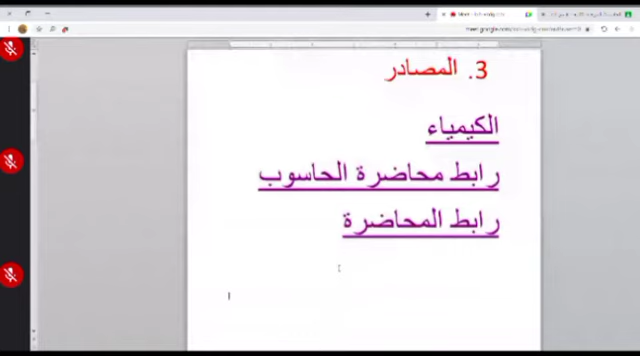 3. المصادر
الكيمياء
رابط محاضرة الحاسوب
رابط المحاضرة